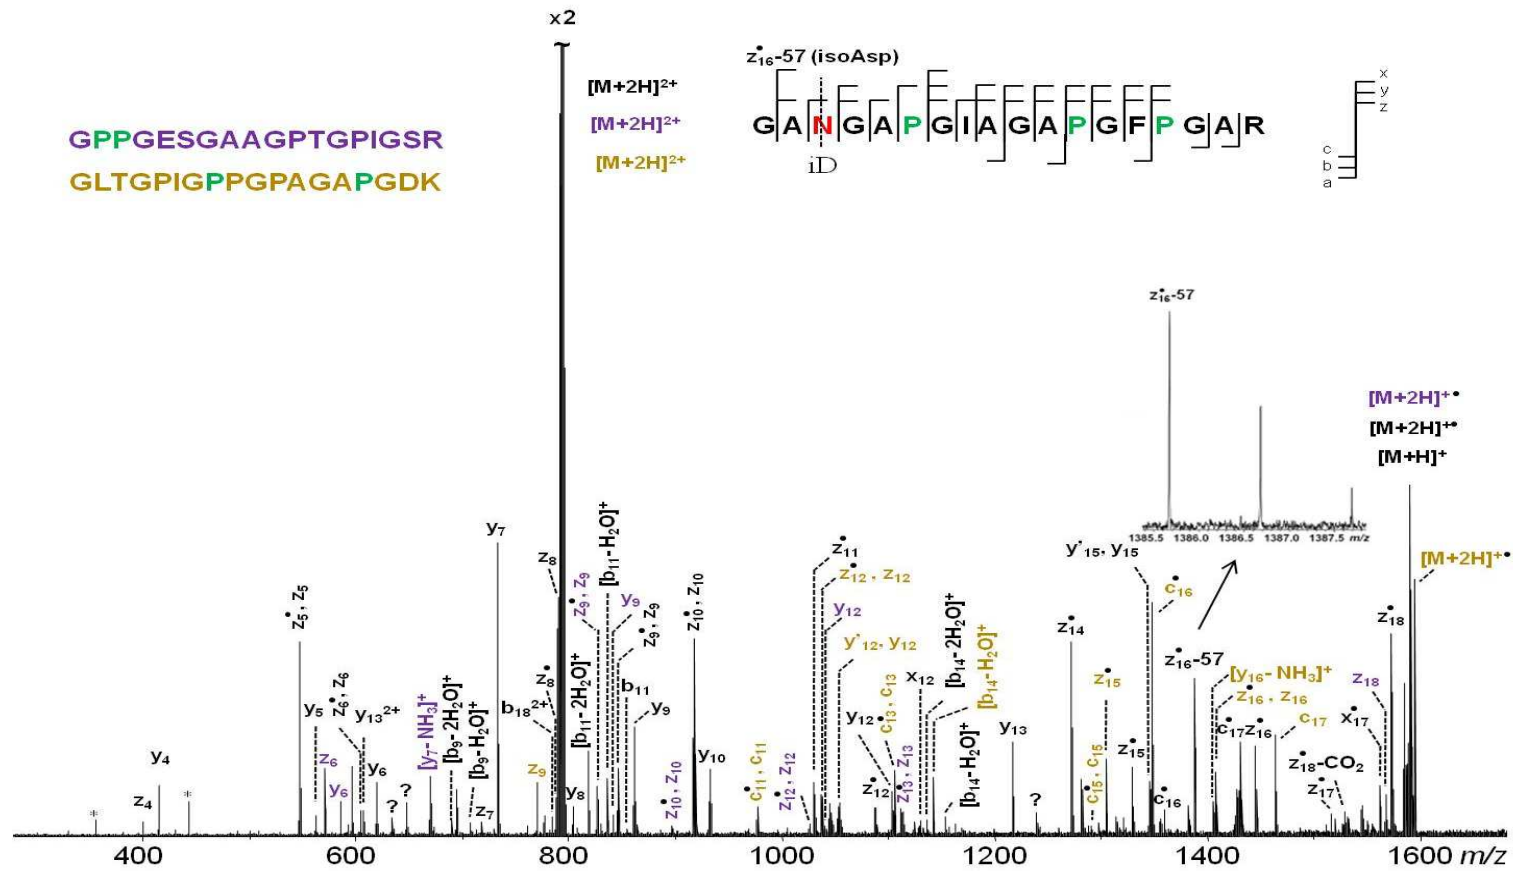 x2
z•16-57 (isoAsp)
[M+2H]2+
[M+2H]2+
[M+2H]2+
GPPGESGAAGPTGPIGSR
GLTGPIGPPGPAGAPGDK
GANGAPGIAGAPGFPGAR
iD
x
y
z
c
b
a
z•16-57
1385.5 1386.0 1386.5 1387.0 1387.5 m/z
[M+2H]+•
[M+2H]+•
[M+H]+
[M+2H]+•
*
z4
y4
*
z•5, z5
y5
z6
y6
z•6, z6
y132+
y6
?
?
[y7-NH3]+
[b9-2H2O]+
[b9-H2O]+
z7
y7
b182+
z9
z•8
z8
y8
[b11-2H2O]+
z•9, z9
[b11-H2O]+
y9
z•9, z9
b11
y9
z•10, z10
z•10, z10
y10
c•11, c11
z•12, z12
z•11
z•12, z12
y12
y'12, y12
z•12
y12
c•13, c13
z•13, z13
x12
[b14-2H2O]+
[b14-H2O]+
[b14-H2O]+
y13
?
z•14
c•15, c15
z•15
z•15
y'15, y15
c•16
c•16
z•16-57
[y16-NH3]+
z•16, z16
c•17
z•16
c17
z•17
z•18-CO2
x•17
z18
z•18
400 600 800 1000 1200 1400 1600 m/z